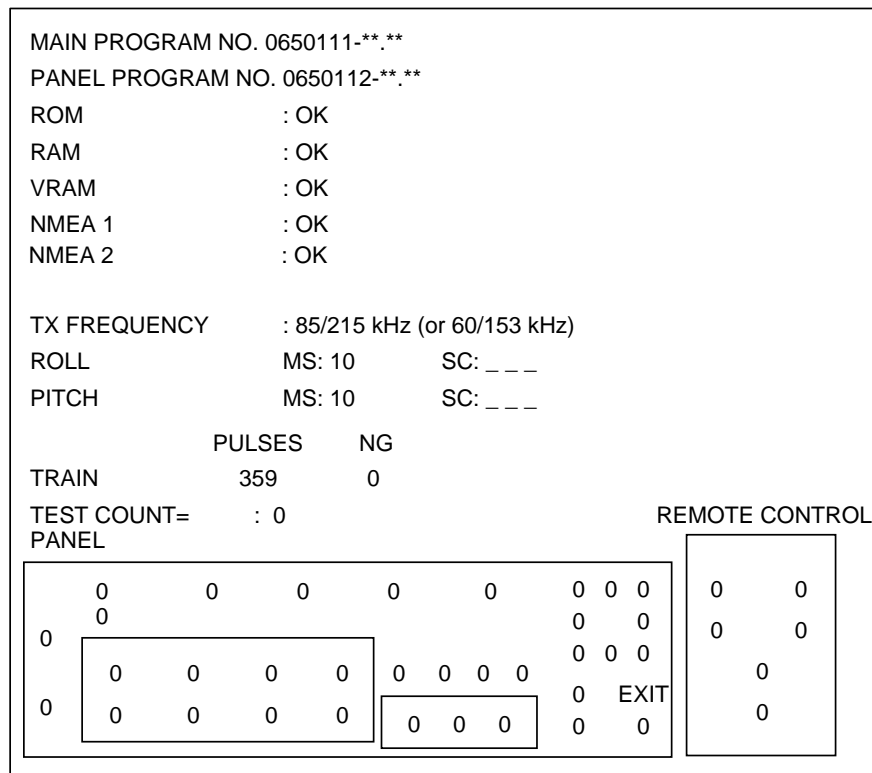 MAIN PROGRAM NO. 0650111-**.**
PANEL PROGRAM NO. 0650112-**.**
ROM : OK
RAM : OK
VRAM : OK
NMEA 1 : OK
NMEA 2 : OK
TX FREQUENCY : 85/215 kHz (or 60/153 kHz)
ROLL MS: 10 SC: _ _ _
PITCH MS: 10 SC: _ _ _
PULSES NG
TRAIN 359 0
TEST COUNT= : 0 REMOTE CONTROL
PANEL
0 0 0 0 0 0 0 0 0 0
0 0 0
0 0 0
0 0 0
0 0 0 0 0 0 0 0 0
0 EXIT
0 0 0 0 0 0 0 0 0 0 0